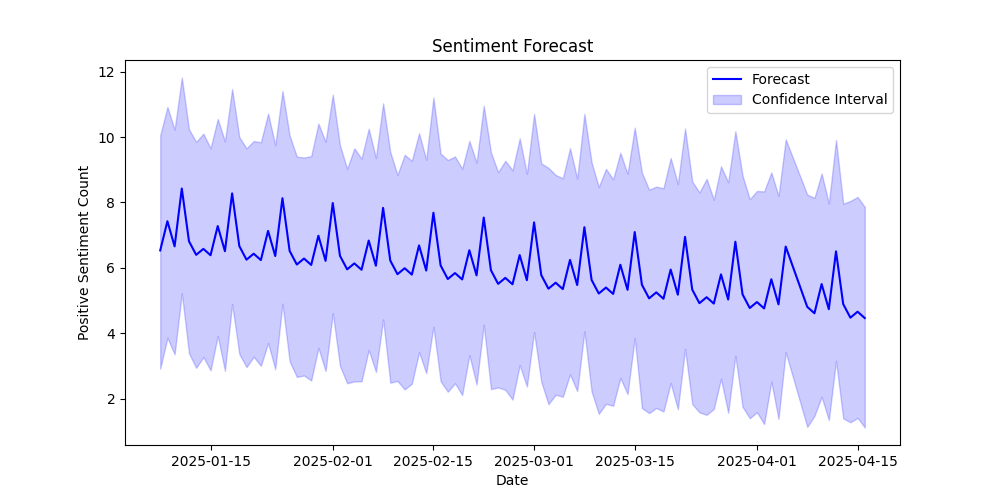 Sentiment Forecast
Forecast
Confidence Interval
Positive Sentiment Count
12
10
8
6
4
2
2025-01-15
2025-02-01
2025-02-15
2025-03-01
2025-03-15
2025-04-01
2025-04-15
Date